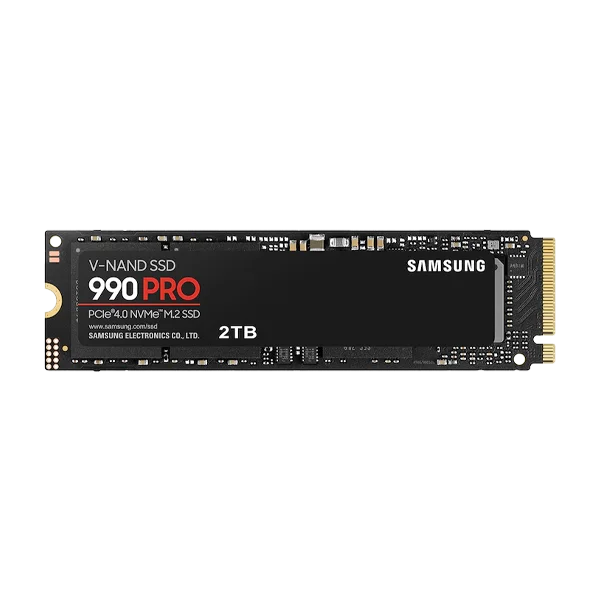 V-NAND SSD
990 PRO
PCIe® 4.0 NVMe™ M.2 SSD
www.samsung.com/ssd
SAMSUNG ELECTRONICS CO., LTD.
2TB
SAMSUNG